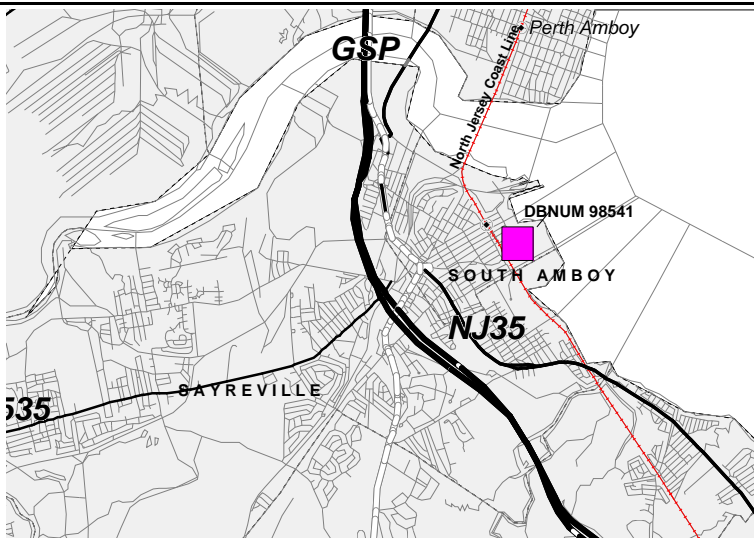 Perth Amboy
GSP
North Jersey Coast Line
DBNUM 98541
SOUTH AMBOY
NJ35
SAYREVILLE
535